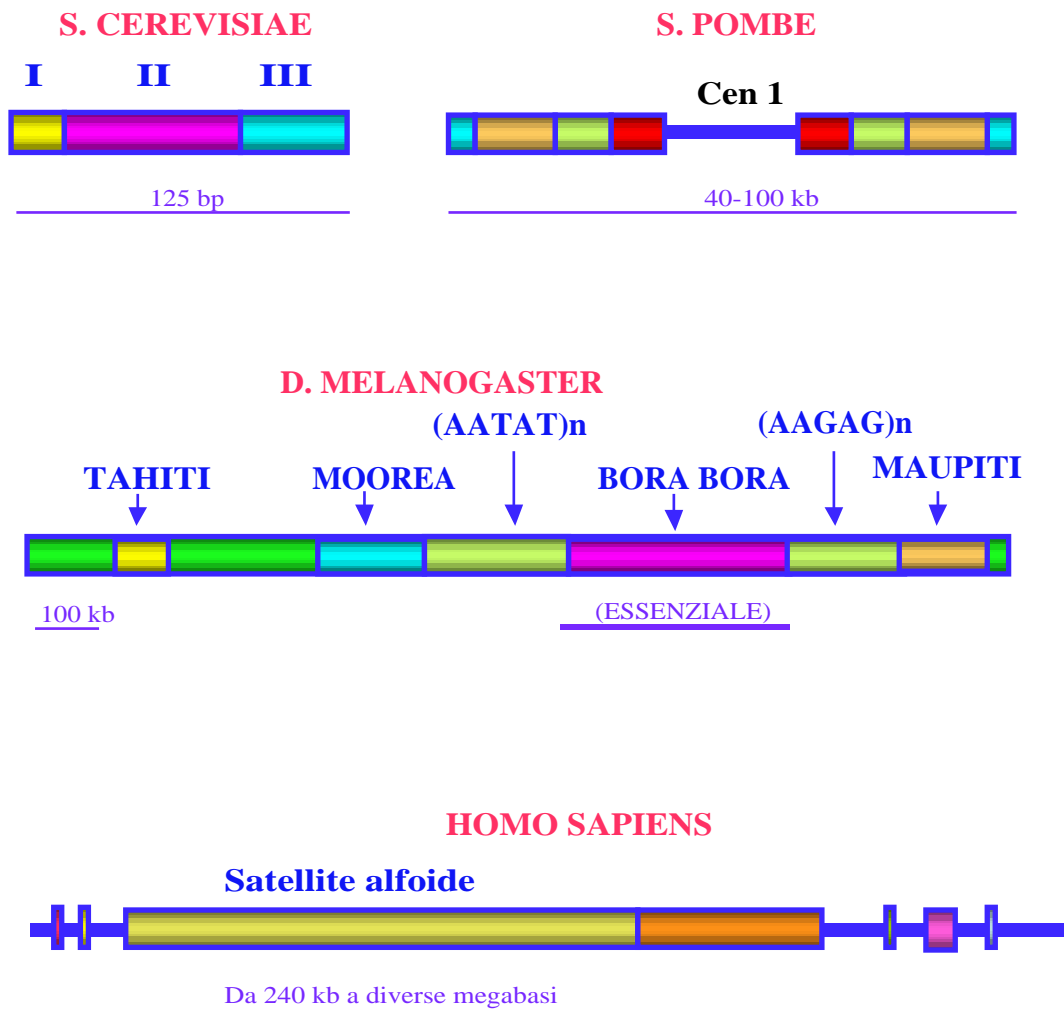 S. CEREVISIAE
I II III
125 bp
S. POMBE
Cen 1
40-100 kb
D. MELANOGASTER
(AATAT)n
(AAGAG)n
TAHITI
MOOREA
BORA BORA
MAUPITI
100 kb
(ESSENZIALE)
HOMO SAPIENS
Satellite alfoide
Da 240 kb a diverse megabasi